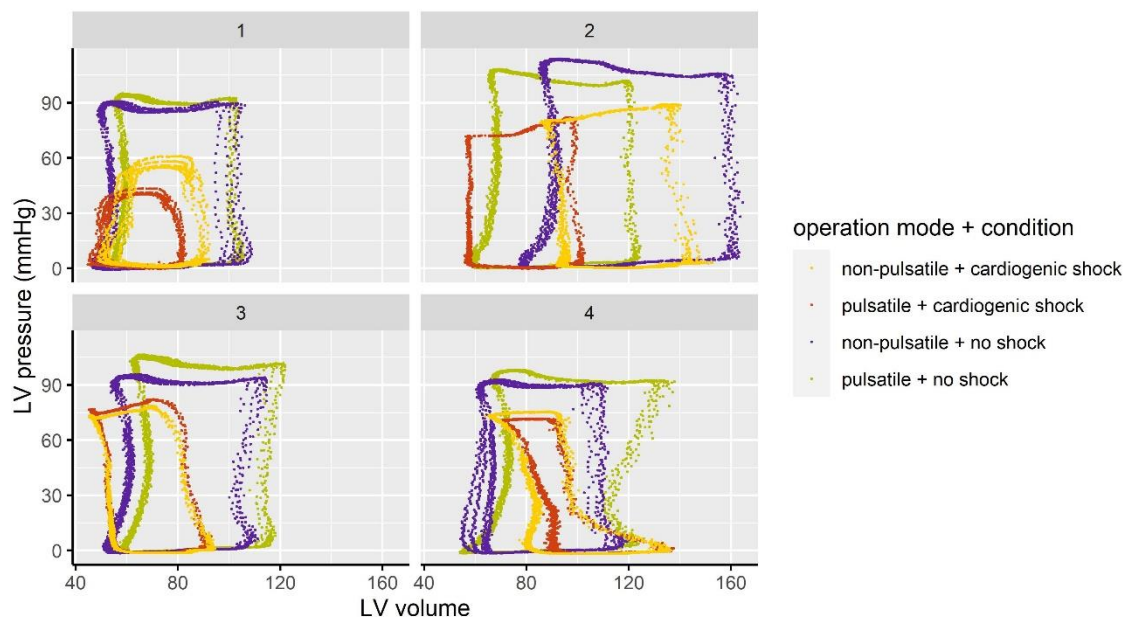 1
2
90
60
30
0
3
4
90
60
30
0
40
80
120
160
40
80
120
160
LV pressure (mmHg)
LV volume
operation mode + condition
non-pulsatile + cardiogenic shock
pulsatile + cardiogenic shock
non-pulsatile + no shock
pulsatile + no shock